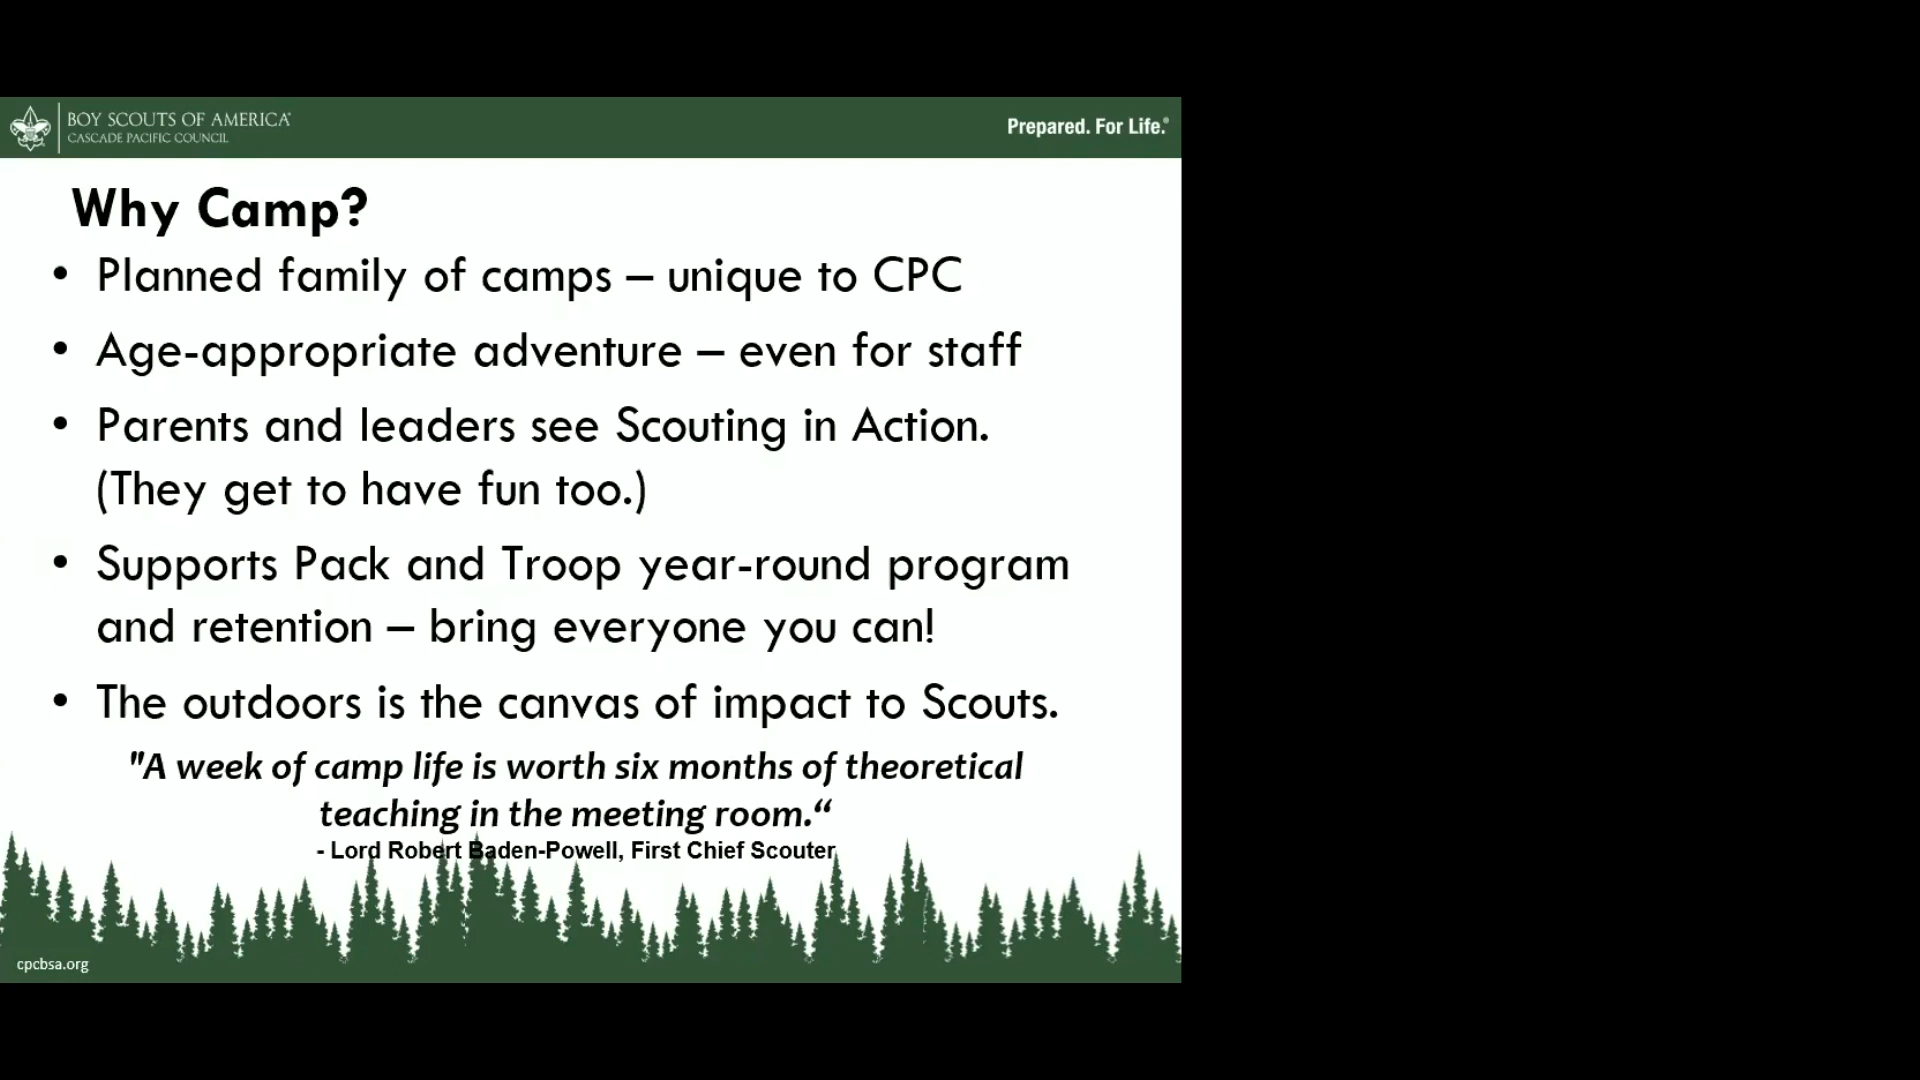 BOY SCOUTS OF AMERICA®
CASCADE PACIFIC COUNCIL
Prepared. For Life.®
Why Camp?
• Planned family of camps – unique to CPC
• Age-appropriate adventure – even for staff
• Parents and leaders see Scouting in Action.
(They get to have fun too.)
• Supports Pack and Troop year-round program
and retention – bring everyone you can!
• The outdoors is the canvas of impact to Scouts.
"A week of camp life is worth six months of theoretical
teaching in the meeting room.“
- Lord Robert Baden-Powell, First Chief Scouter
cpcbsa.org